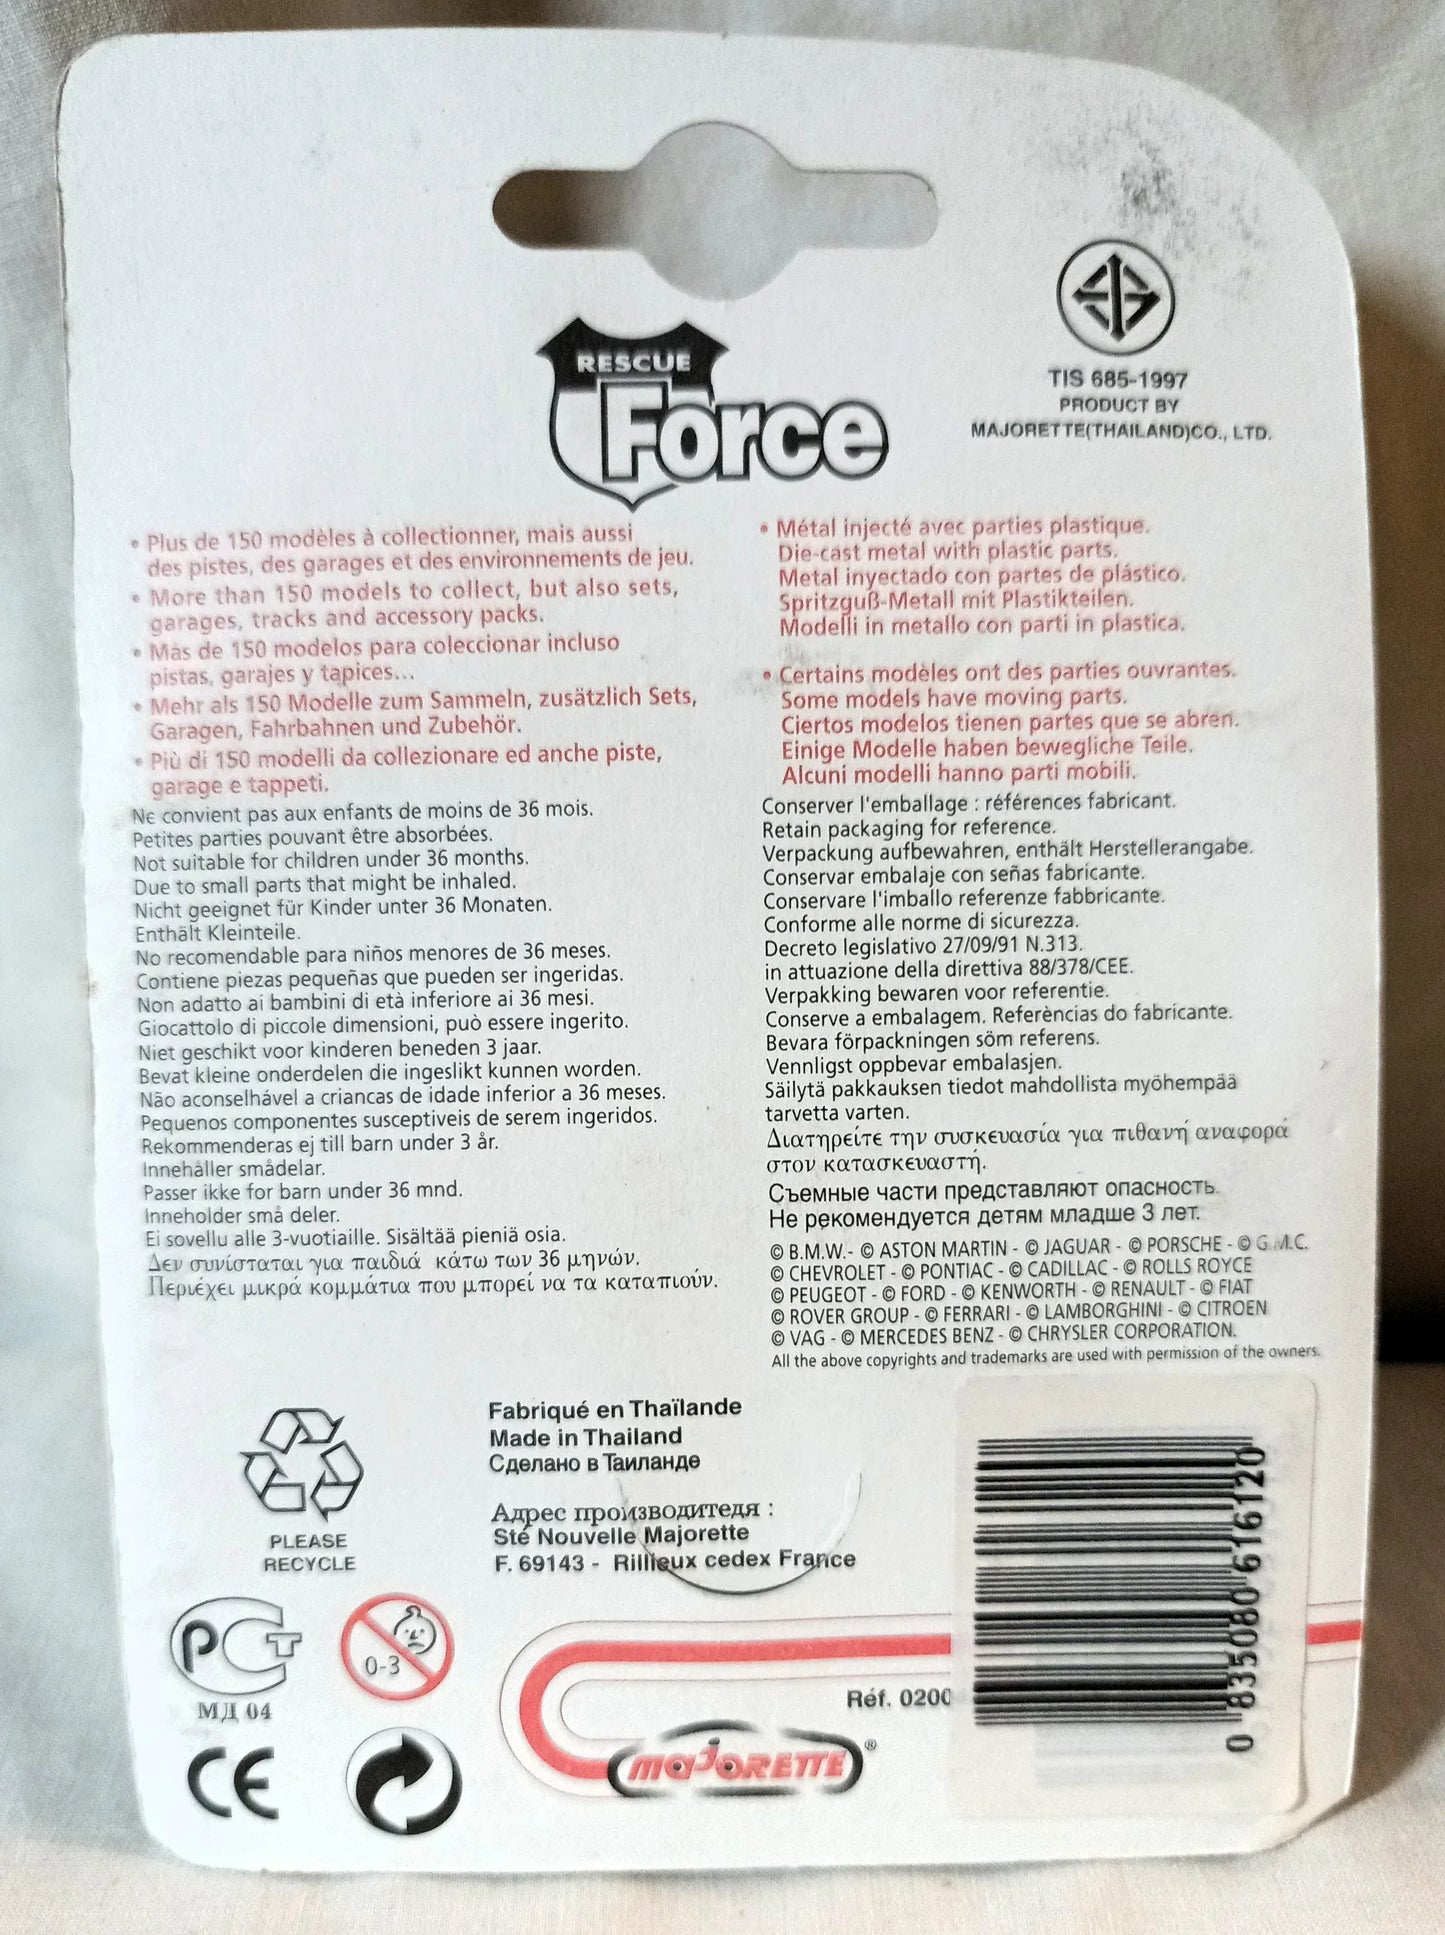 RESCUE
Force
TIS 685-1997
PRODUCT BY
MAJORETTE(THAILAND)CO., LTD.
• Plus de 150 modèles à collectionner, mais aussi
des pistes, des garages et des environnements de jeu.
• More than 150 models to collect, but also sets,
garages, tracks and accessory packs.
• Mas de 150 modelos para coleccionar incluso
pistas, garajes y tapices...
• Mehr als 150 Modelle zum Sammeln, zusätzlich Sets,
Garagen, Fahrbahnen und Zubehör.
• Più di 150 modelli da collezionare ed anche piste,
garage e tappeti.
Ne convient pas aux enfants de moins de 36 mois.
Petites parties pouvant être absorbées.
Not suitable for children under 36 months.
Due to small parts that might be inhaled.
Nicht geeignet für Kinder unter 36 Monaten.
Enthält Kleinteile.
No recomendable para niños menores de 36 meses.
Contiene piezas pequeñas que pueden ser ingeridas.
Non adatto ai bambini di età inferiore ai 36 mesi.
Giocattolo di piccole dimensioni, può essere ingerito.
Niet geschikt voor kinderen beneden 3 jaar.
Bevat kleine onderdelen die ingeslikt kunnen worden.
Não aconselhável a criancas de idade inferior a 36 meses.
Pequenos componentes susceptiveis de serem ingeridos.
Rekommenderas ej till barn under 3 år.
Innehåller smådelar.
Passer ikke for barn under 36 mnd.
Inneholder små deler.
Ei sovellu alle 3-vuotiaille. Sisältää pieniä osia.
Δεν συνίσταται για παιδιά κάτω των 36 μηνών.
Περιέχει μικρά κομμάτια που μπορεί να τα καταπιούν.
• Métal injecté avec parties plastique.
Die-cast metal with plastic parts.
Metal inyectado con partes de plástico.
Spritzguß-Metall mit Plastikteilen.
Modelli in metallo con parti in plastica.
• Certains modèles ont des parties ouvrantes.
Some models have moving parts.
Ciertos modelos tienen partes que se abren.
Einige Modelle haben bewegliche Teile.
Alcuni modelli hanno parti mobili.
Conserver l'emballage : références fabricant.
Retain packaging for reference.
Verpackung aufbewahren, enthält Herstellerangabe.
Conservar embalaje con señas fabricante.
Conservare l'imballo referenze fabbricante.
Conforme alle norme di sicurezza.
Decreto legislativo 27/09/91 N.313.
in attuazione della direttiva 88/378/CEE.
Verpakking bewaren voor referentie.
Conserve a embalagem. Referências do fabricante.
Bevara förpackningen söm referens.
Vennligst oppbevar embalasjen.
Säilytä pakkauksen tiedot mahdollista myöhempää
tarvetta varten.
Διατηρείτε την συσκευασία για πιθανή αναφορά
στον κατασκευαστή.
Съемные части представляют опасность.
Не рекомендуется детям младше 3 лет.
© B.M.W.- © ASTON MARTIN - © JAGUAR - © PORSCHE - © G.M.C.
© CHEVROLET - © PONTIAC - © CADILLAC - © ROLLS ROYCE
© PEUGEOT - © FORD - © KENWORTH - © RENAULT - © FIAT
© ROVER GROUP - © FERRARI - © LAMBORGHINI - © CITROEN
© VAG - © MERCEDES BENZ - © CHRYSLER CORPORATION.
All the above copyrights and trademarks are used with permission of the owners.
PLEASE
RECYCLE
Fabriqué en Thaïlande
Made in Thailand
Сделано в Таиланде
Адрес производитедя :
Sté Nouvelle Majorette
F. 69143 - Rillieux cedex France
РСТ
МД 04
0-3
CE
Réf. 0200
MAJORETTE®
0 835080 616120